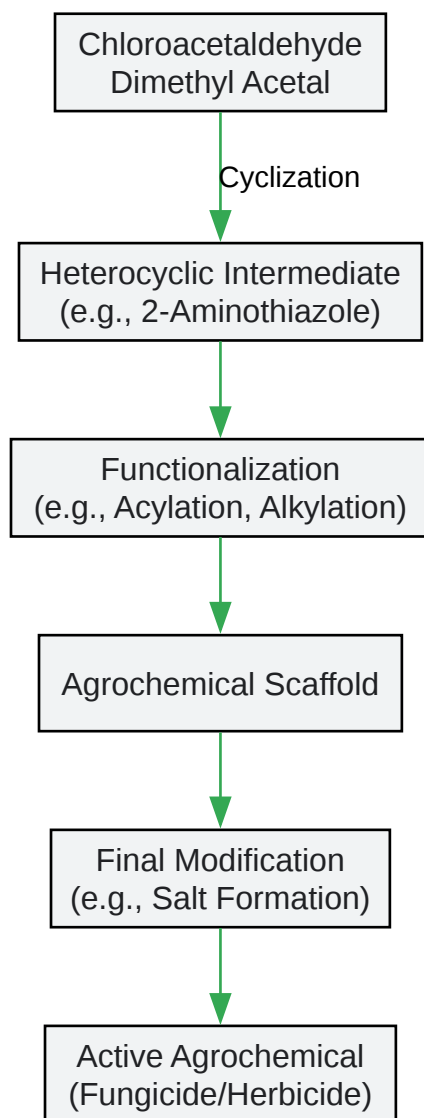 Chloroacetaldehyde
Dimethyl Acetal
Cyclization
Heterocyclic Intermediate
(e.g., 2-Aminothiazole)
Functionalization
(e.g., Acylation, Alkylation)
Agrochemical Scaffold
Final Modification
(e.g., Salt Formation)
Active Agrochemical
(Fungicide/Herbicide)